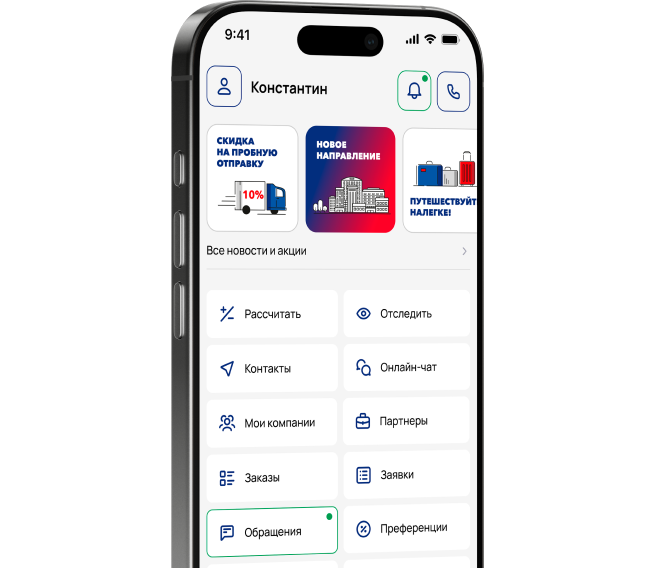 9:41
Константин
СКИДКА
НА ПРОБНУЮ
ОТПРАВКУ
10%
НОВОЕ
НАПРАВЛЕНИЕ
ПУТЕШЕСТВУЙТ
НАЛЕГКЕ!
Все новости и акции
Рассчитать
Отследить
Контакты
Онлайн-чат
Мои компании
Партнеры
Заказы
Заявки
Обращения
Преференции